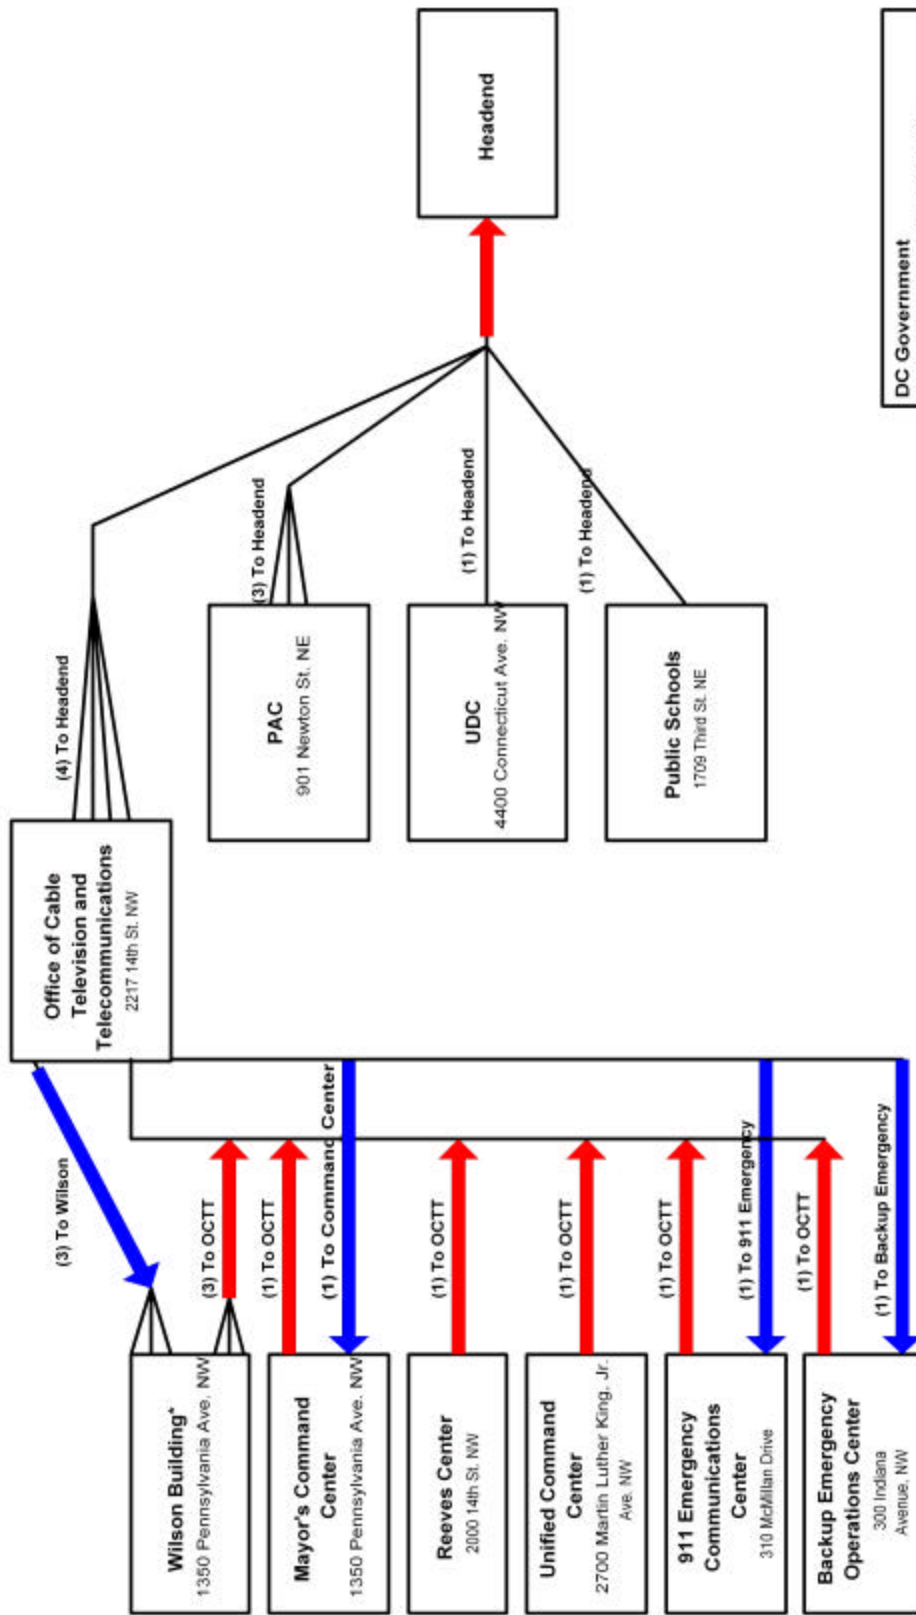 Office of Cable
Television and
Telecommunications
2217 14th St. NW
(4) To Headend
(3) To Wilson
PAC
901 Newton St. NE
(3) To Headend
UDC
4400 Connecticut Ave. NW
(1) To Headend
Public Schools
1709 Third St. NE
(1) To Headend
Headend
Wilson Building*
1350 Pennsylvania Ave. NW
(3) To OCTT
Mayor's Command
Center
1350 Pennsylvania Ave. NW
(1) To OCTT
(1) To Command Center
Reeves Center
2000 14th St. NW
(1) To OCTT
Unified Command
Center
2700 Martin Luther King, Jr.
Ave. NW
(1) To OCTT
911 Emergency
Communications
Center
310 McMillan Drive
(1) To OCTT
(1) To 911 Emergency
Backup Emergency
Operations Center
300 Indiana
Avenue, NW
(1) To OCTT
(1) To Backup Emergency
DC Government